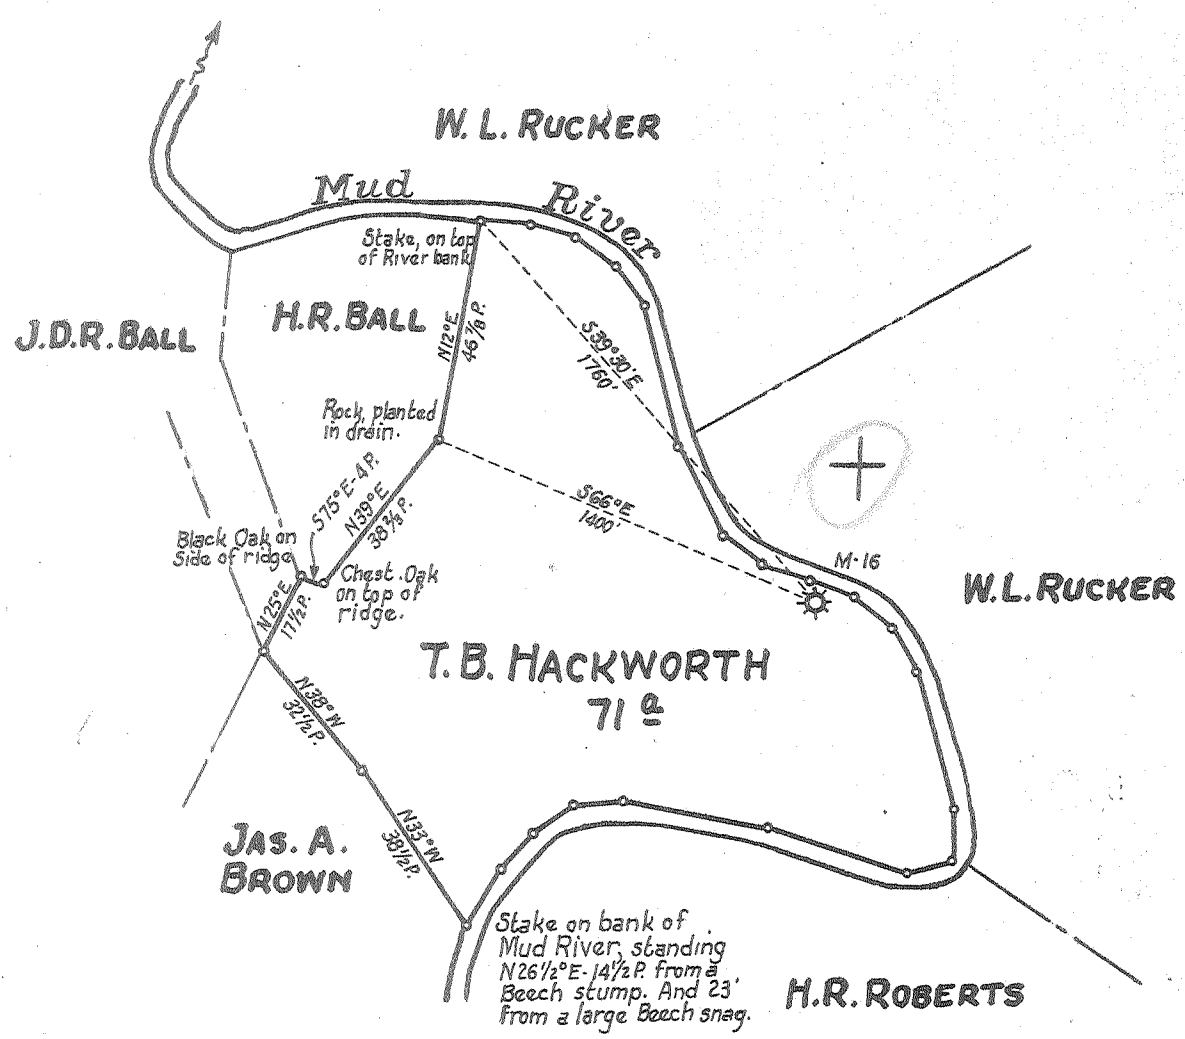 W. L. RUCKER
Mud River
Stake, on top
of River bank
J.D.R. BALL
H.R. BALL
N12°E
46 7/8 P.
S39°30'E
1760'
Rock, planted
in drain.
S75°E-4 P.
N39°E
38 2/3 P.
S66°E
1400'
Black Oak on
Side of ridge
Chest. Oak
on top of
ridge.
N25°E
17 1/2 P.
M-16
W. L. RUCKER
T. B. HACKWORTH
71 a
N38°W
32 1/2 P.
N33°W
38 1/2 P.
JAS. A.
BROWN
Stake on bank of
Mud River, standing
N26 1/2°E-14 1/2 P. from a
Beech stump. And 23'
from a large Beech snag.
H. R. ROBERTS